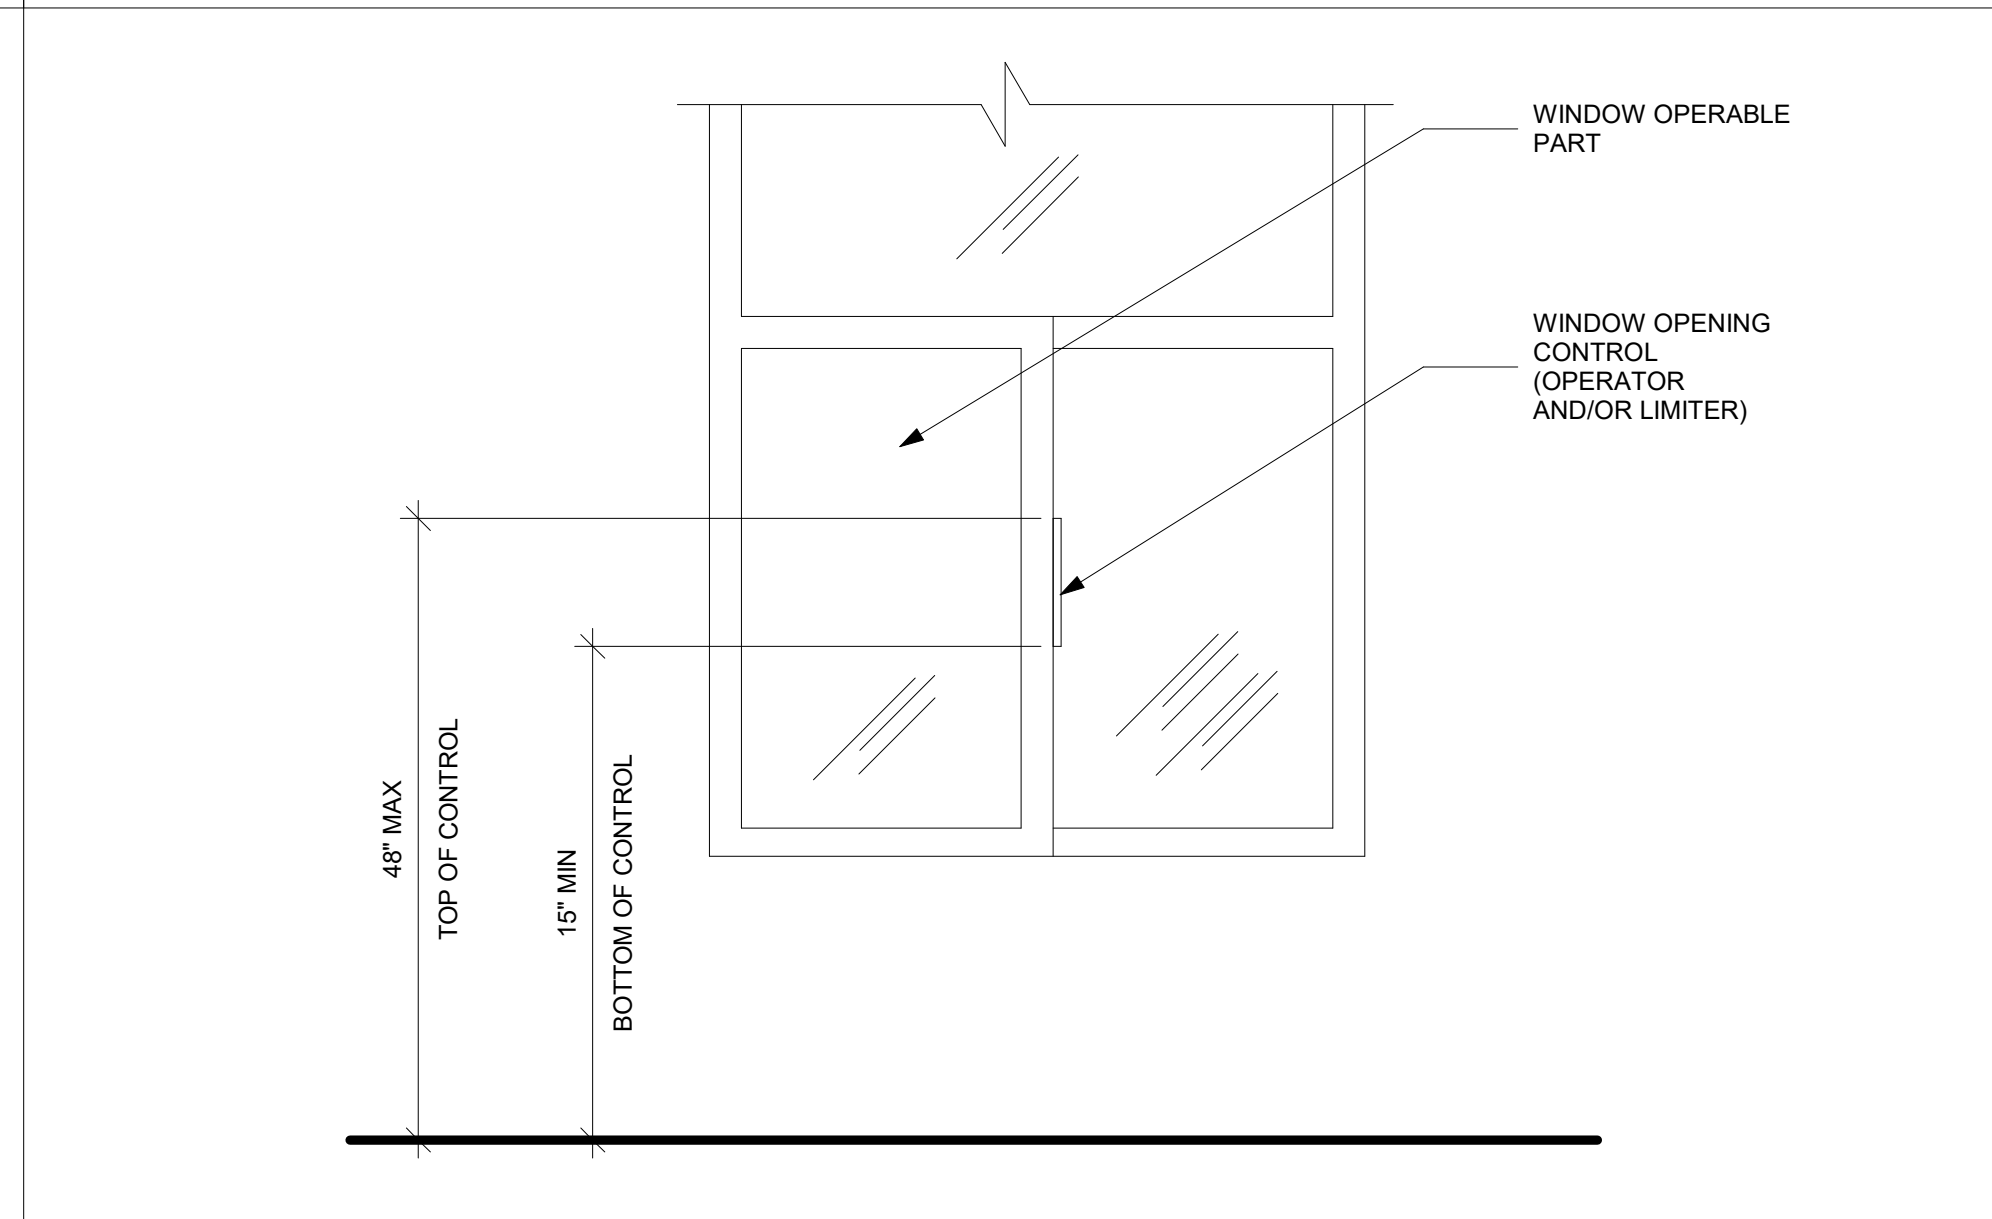 WINDOW OPERABLE
PART
WINDOW OPENING
CONTROL
(OPERATOR
AND/OR LIMITER)
48" MAX
TOP OF CONTROL
15" MIN
BOTTOM OF CONTROL